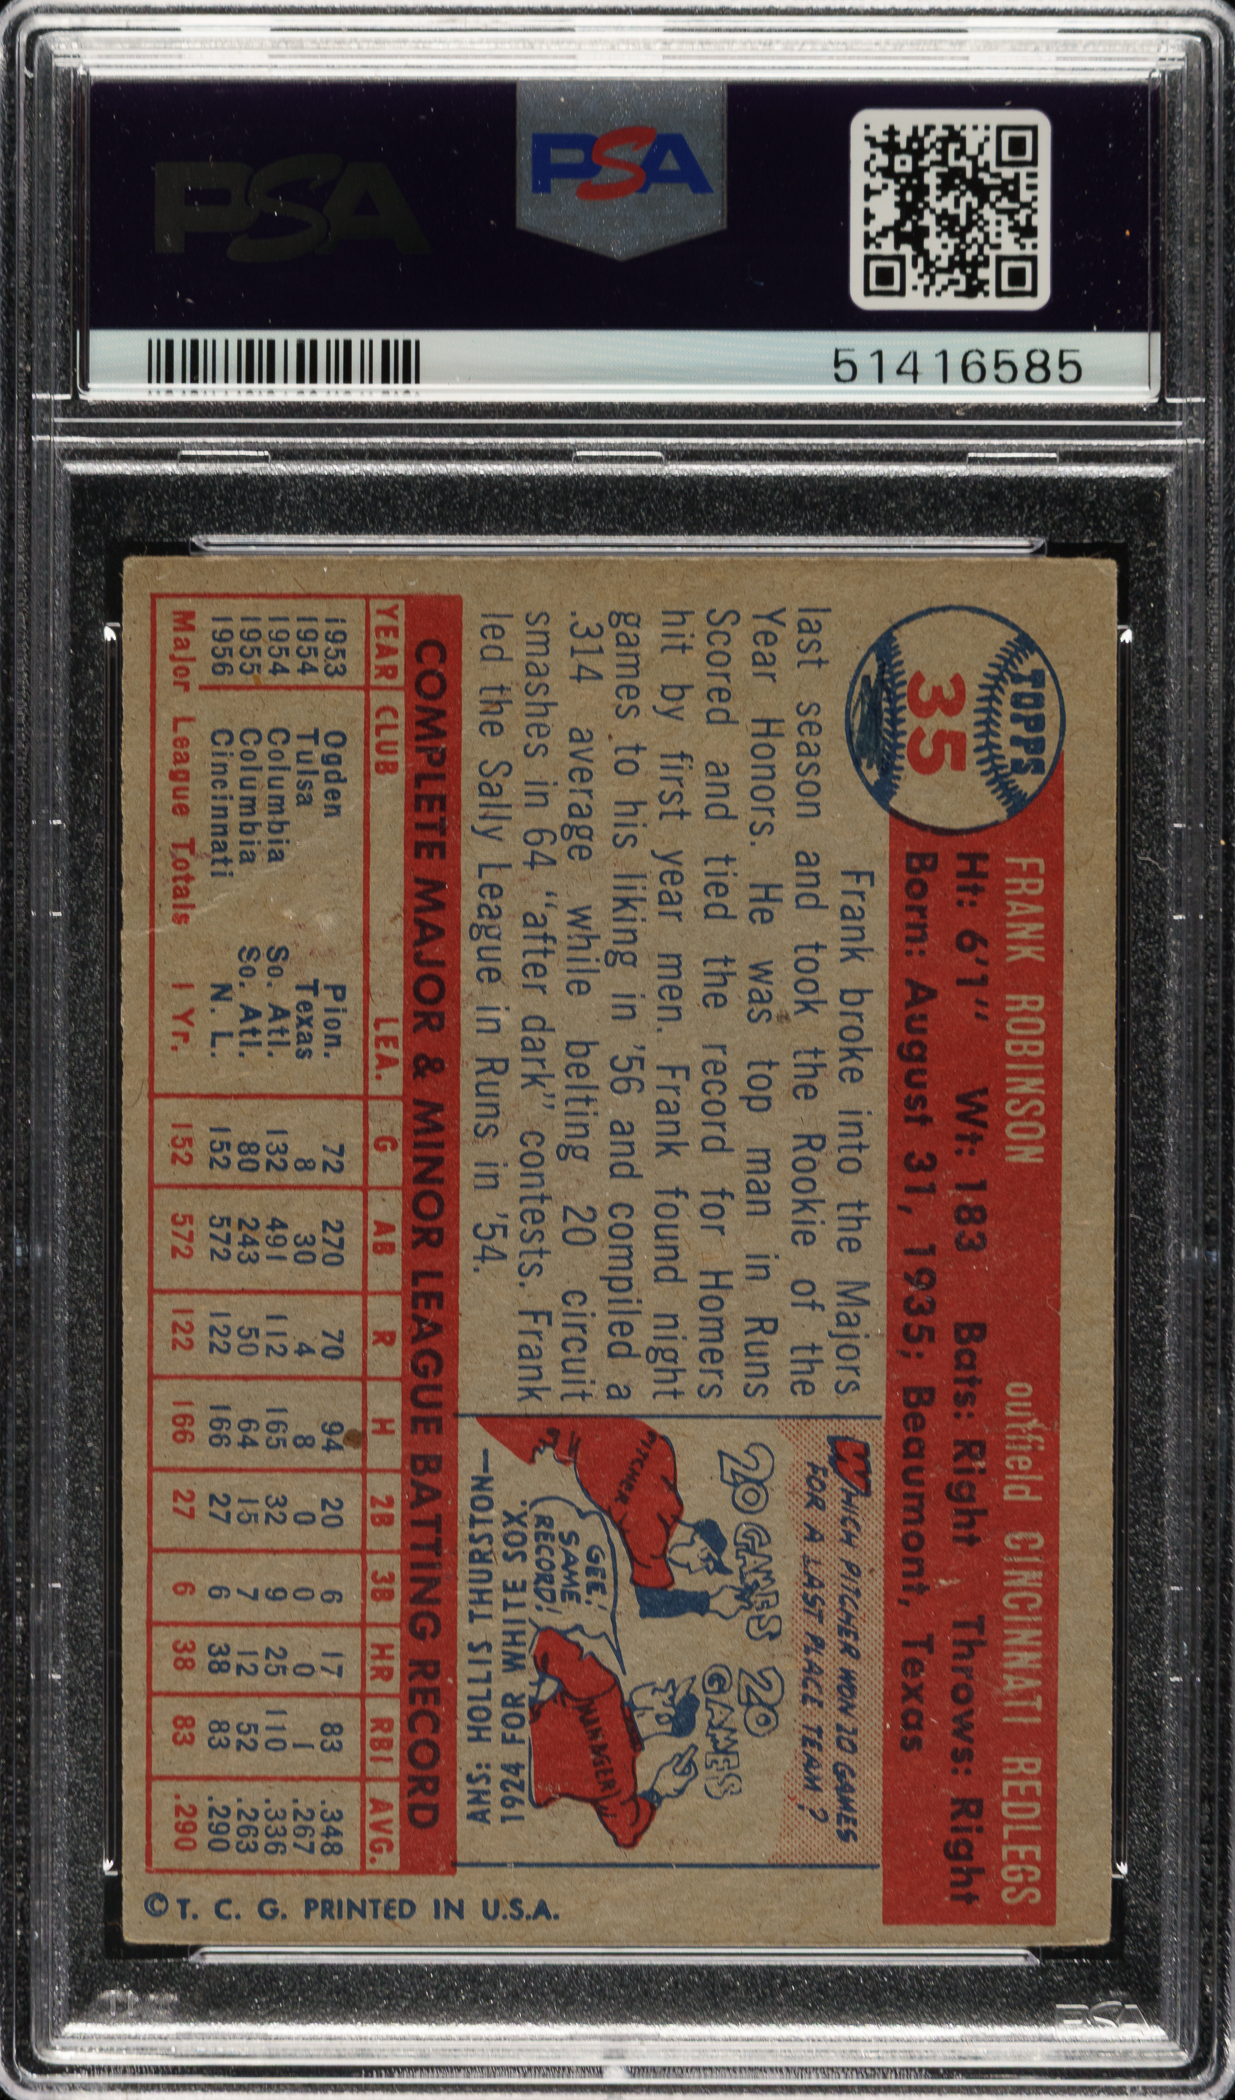 PSA
PSA
51416585
TOPPS
35
FRANK ROBINSON outfield CINCINNATI REDLEGS
Ht: 6'1" Wt: 183 Bats: Right Throws: Right
Born: August 31, 1935; Beaumont, Texas
Frank broke into the Majors
last season and took the Rookie of the
Year Honors. He was top man in Runs
Scored and tied the record for Homers
hit by first year men. Frank found night
games to his liking in '56 and compiled a
.314 average while belting 20 circuit
smashes in 64 "after dark" contests. Frank
led the Sally League in Runs in '54.
WHICH PITCHER WON 20 GAMES
FOR A LAST PLACE TEAM?
20 GAMES
20 GAMES
PITCHER
MANAGER
GEE!
SAME
RECORD!
ANS: HOLLIS THURSTON—
1924 FOR WHITE SOX.
COMPLETE MAJOR & MINOR LEAGUE BATTING RECORD
YEAR CLUB LEA. G AB R H 2B 3B HR RBI AVG.
1953 Ogden Pion. 72 270 70 94 20 6 17 83 .348
1954 Tulsa Texas 8 30 4 8 0 0 0 1 .267
1954 Columbia So. Atl. 132 491 112 165 32 9 25 110 .336
1955 Columbia So. Atl. 80 243 50 64 15 7 12 52 .263
1956 Cincinnati N. L. 152 572 122 166 27 6 38 83 .290
Major League Totals 1 Yr. 152 572 122 166 27 6 38 83 .290
© T. C. G. PRINTED IN U.S.A.
PSA